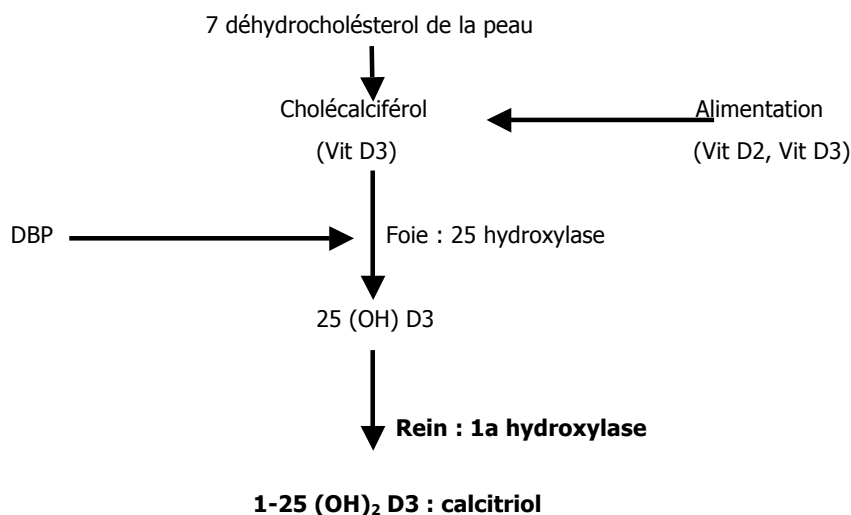 7 déhydrocholésterol de la peau
Cholécalciférol
(Vit D3)
Alimentation
(Vit D2, Vit D3)
DBP
Foie : 25 hydroxylase
25 (OH) D3
Rein : 1a hydroxylase
1-25 (OH)₂ D3 : calcitriol